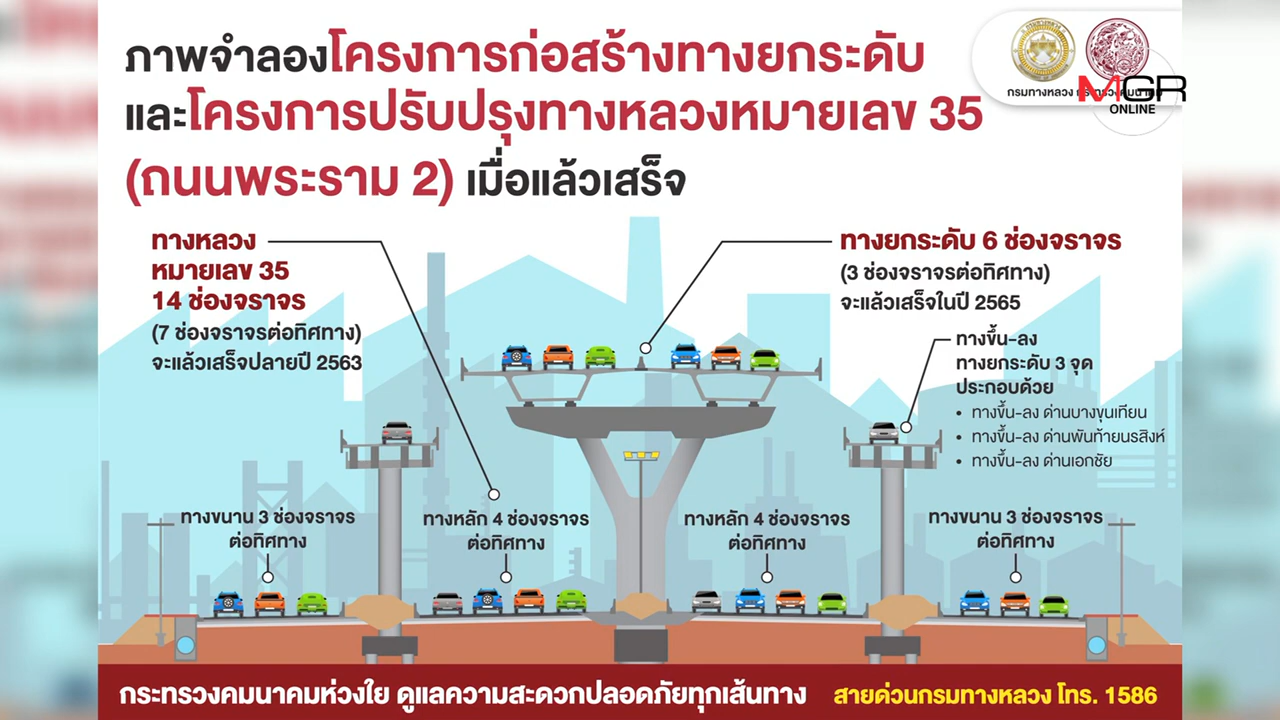 ภาพจำลองโครงการก่อสร้างทางยกระดับ
และโครงการปรับปรุงทางหลวงหมายเลข 35
(ถนนพระราม 2) เมื่อแล้วเสร็จ
กรมทางหลวง
MGR
ONLINE
ทางหลวง
หมายเลข 35
14 ช่องจราจร
(7 ช่องจราจรต่อทิศทาง)
จะแล้วเสร็จปลายปี 2563
ทางยกระดับ 6 ช่องจราจร
(3 ช่องจราจรต่อทิศทาง)
จะแล้วเสร็จในปี 2565
ทางขึ้น-ลง
ทางยกระดับ 3 จุด
ประกอบด้วย
• ทางขึ้น-ลง ด่านบางขุนเทียน
• ทางขึ้น-ลง ด่านพันท้ายนรสิงห์
• ทางขึ้น-ลง ด่านเอกชัย
ทางขนาน 3 ช่องจราจร
ต่อทิศทาง
ทางหลัก 4 ช่องจราจร
ต่อทิศทาง
ทางหลัก 4 ช่องจราจร
ต่อทิศทาง
ทางขนาน 3 ช่องจราจร
ต่อทิศทาง
กระทรวงคมนาคมห่วงใย ดูแลความสะดวกปลอดภัยทุกเส้นทาง
สายด่วนกรมทางหลวง โทร. 1586